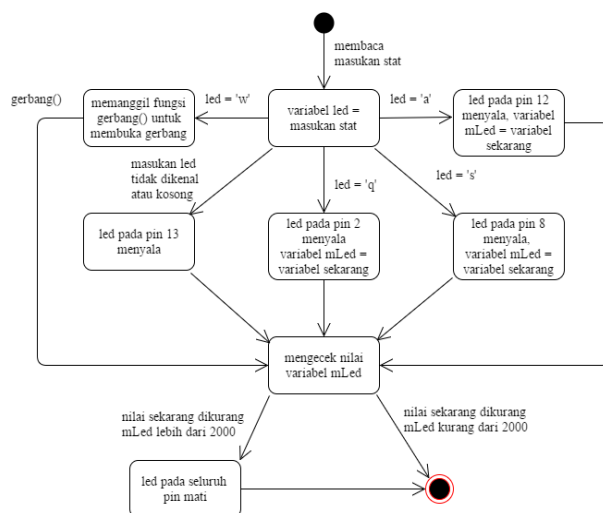 membaca
masukan stat
gerbang()
memanggil fungsi
gerbang() untuk
membuka gerbang
led = 'w'
variabel led =
masukan stat
led = 'a'
led pada pin 12
menyala, variabel
mLed = variabel
sekarang
masukan led
tidak dikenal
atau kosong
led = 'q'
led = 's'
led pada pin 13
menyala
led pada pin 2
menyala
variabel mLed =
variabel sekarang
led pada pin 8
menyala,
variabel mLed =
variabel sekarang
mengecek nilai
variabel mLed
nilai sekarang dikurang
mLed lebih dari 2000
nilai sekarang dikurang
mLed kurang dari 2000
led pada seluruh
pin mati